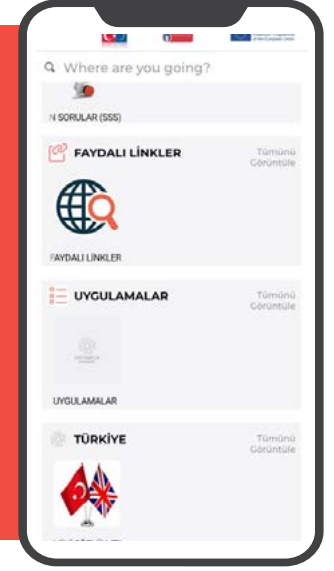 Where are you going?
N SORULAR (SSS)
FAYDALI LİNKLER
Tümünü
Görüntüle
FAYDALI LİNKLER
UYGULAMALAR
Tümünü
Görüntüle
UYGULAMALAR
TÜRKİYE
Tümünü
Görüntüle